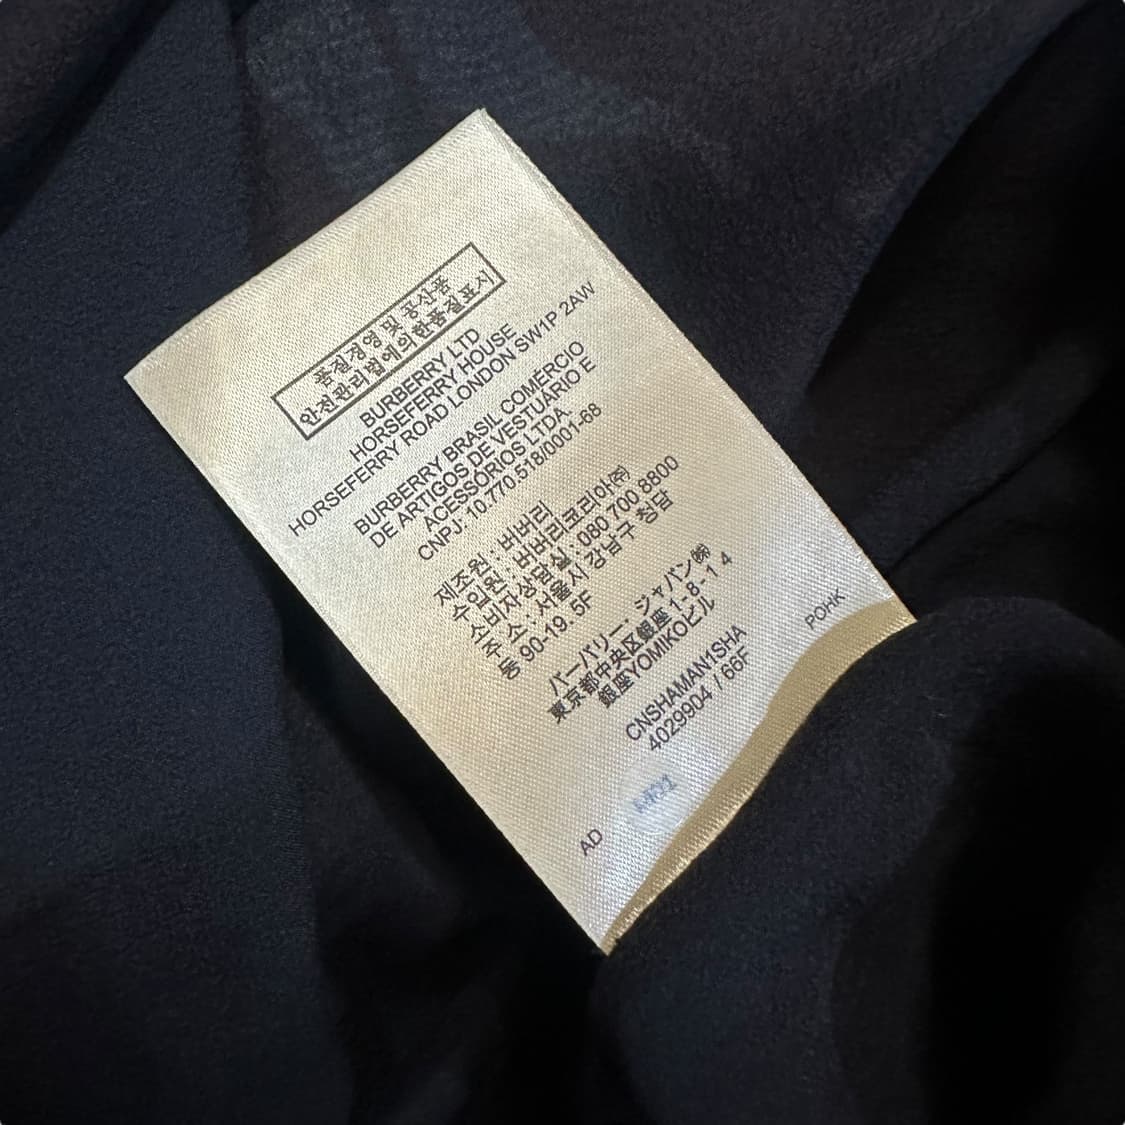 품질경영 및 공산품
안전관리법에의한품질표시
BURBERRY LTD
HORSEFERRY HOUSE
HORSEFERRY ROAD LONDON SW1P 2AW
BURBERRY BRASIL COMÉRCIO
DE ARTIGOS DE VESTUÁRIO E
ACESSÓRIOS LTDA
CNPJ: 10.770.518/0001-68
제조원 : 버버리
수입원 : 버버리코리아㈜
소비자상담실 : 080 700 8800
주소 : 서울시 강남구 청담
동 90-19. 5F
バーバリー・ジャパン㈱
東京都中央区銀座1-8-14
銀座YOMIKOビル
CNSHAMAN1SHA
4029904 / 66F
POHK
AD